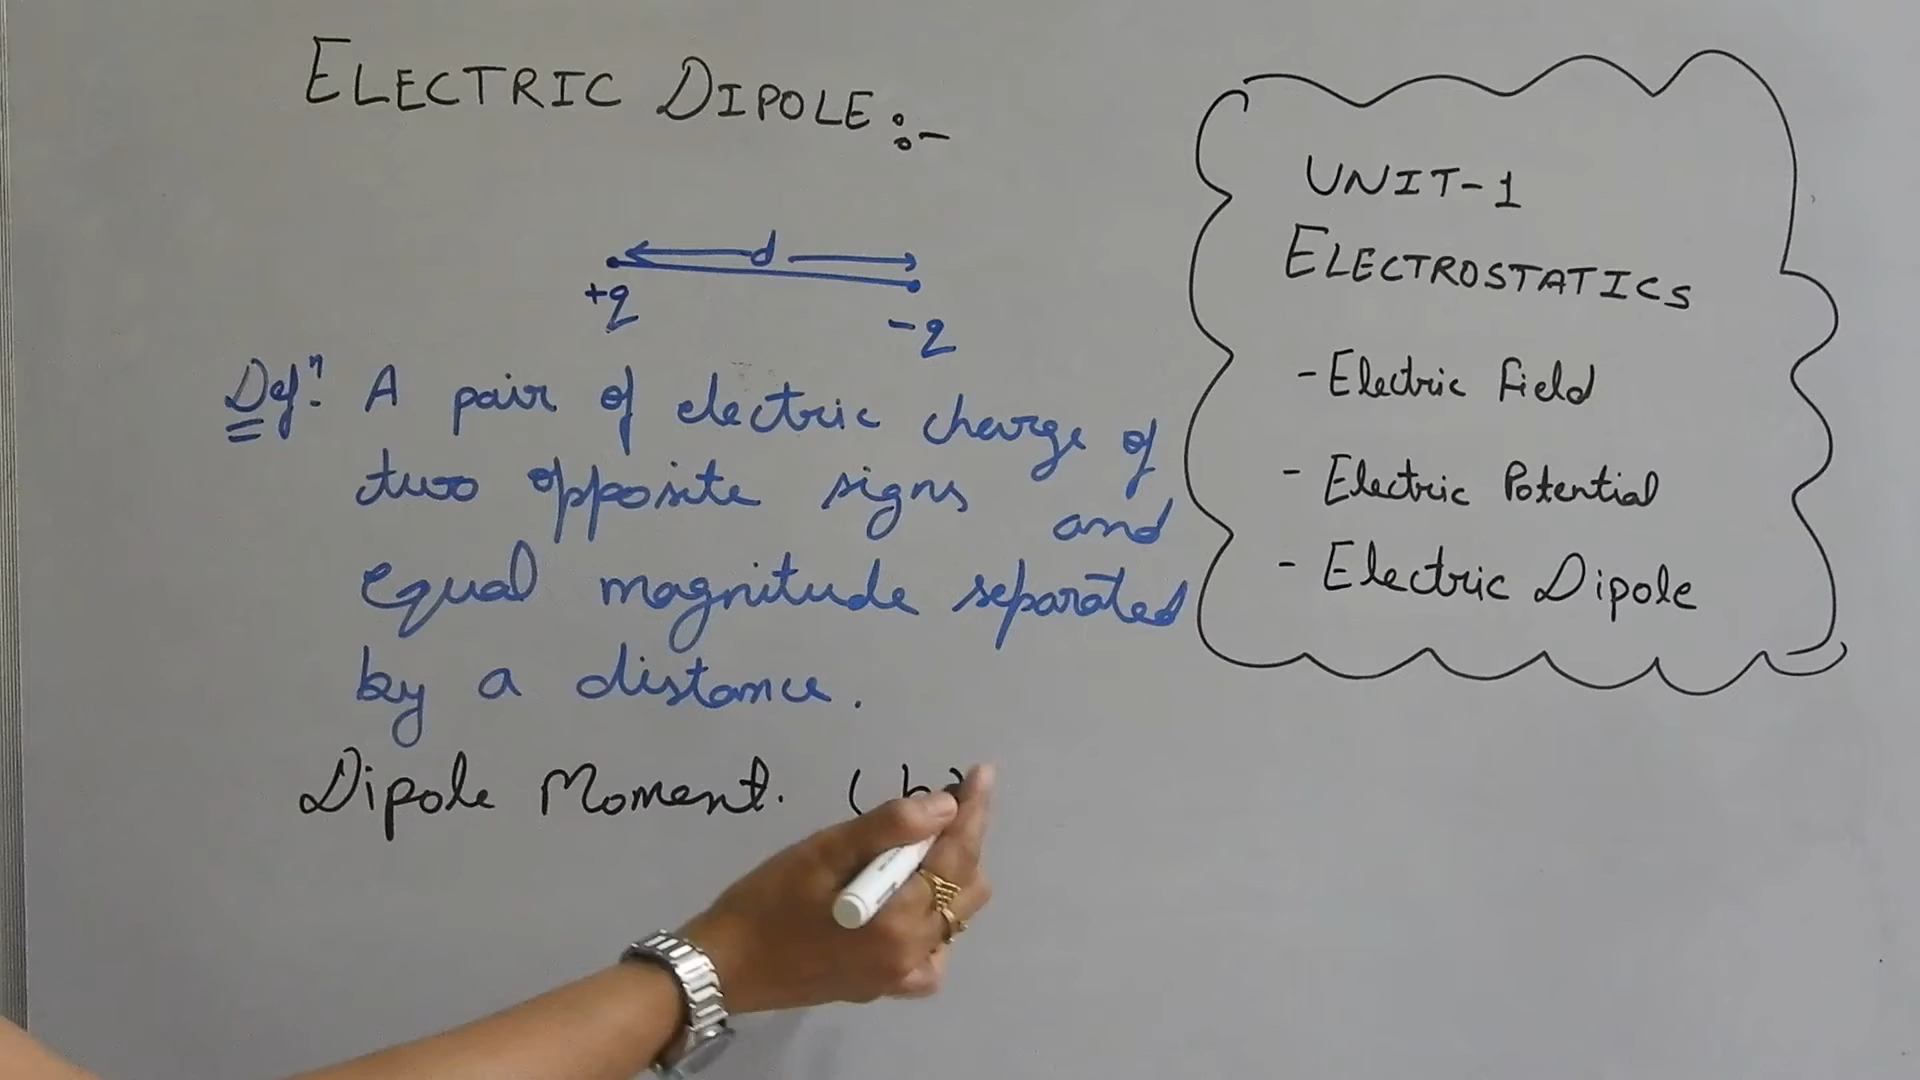 ELECTRIC DIPOLE :-
d
+q
-q
Defⁿ: A pair of electric charge of
two opposite signs and
equal magnitude separated
by a distance.
Dipole Moment. (
UNIT-1
ELECTROSTATICS
- Electric Field
- Electric Potential
- Electric Dipole